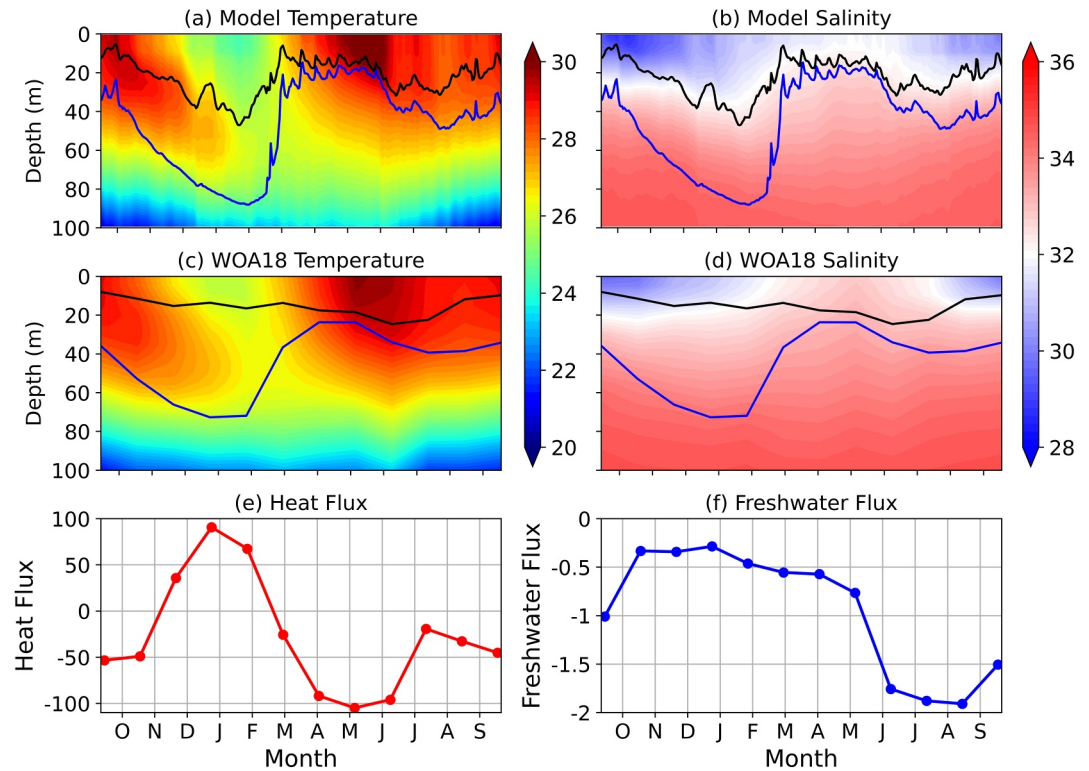 (a) Model Temperature
(b) Model Salinity
0
20
40
60
80
100
Depth (m)
30
28
26
24
22
20
36
34
32
30
28
(c) WOA18 Temperature
(d) WOA18 Salinity
0
20
40
60
80
100
Depth (m)
(e) Heat Flux
(f) Freshwater Flux
100
50
0
-50
-100
Heat Flux
O N D J F M A M J J A S
Month
0
-0.5
-1
-1.5
-2
Freshwater Flux
O N D J F M A M J J A S
Month